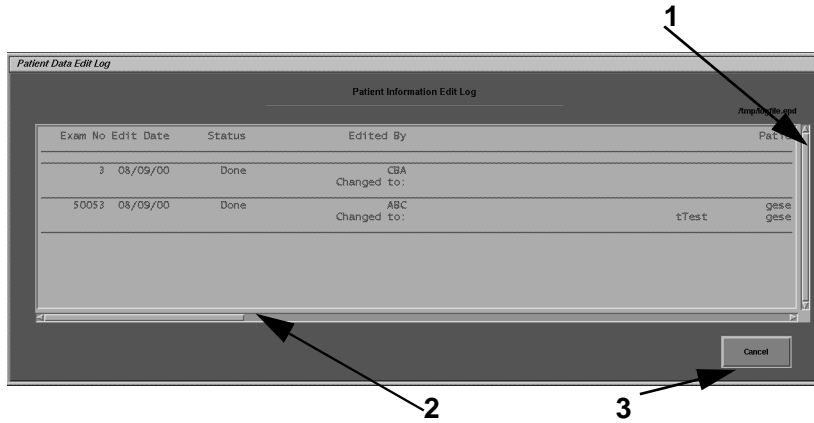 1
Patient Data Edit Log
Patient Information Edit Log
/tmp/logfile.epd
Exam No Edit Date Status Edited By Patie
3 08/09/00 Done CBA
Changed to:
50053 08/09/00 Done ABC gese
Changed to: tTest gese
Cancel
2 3